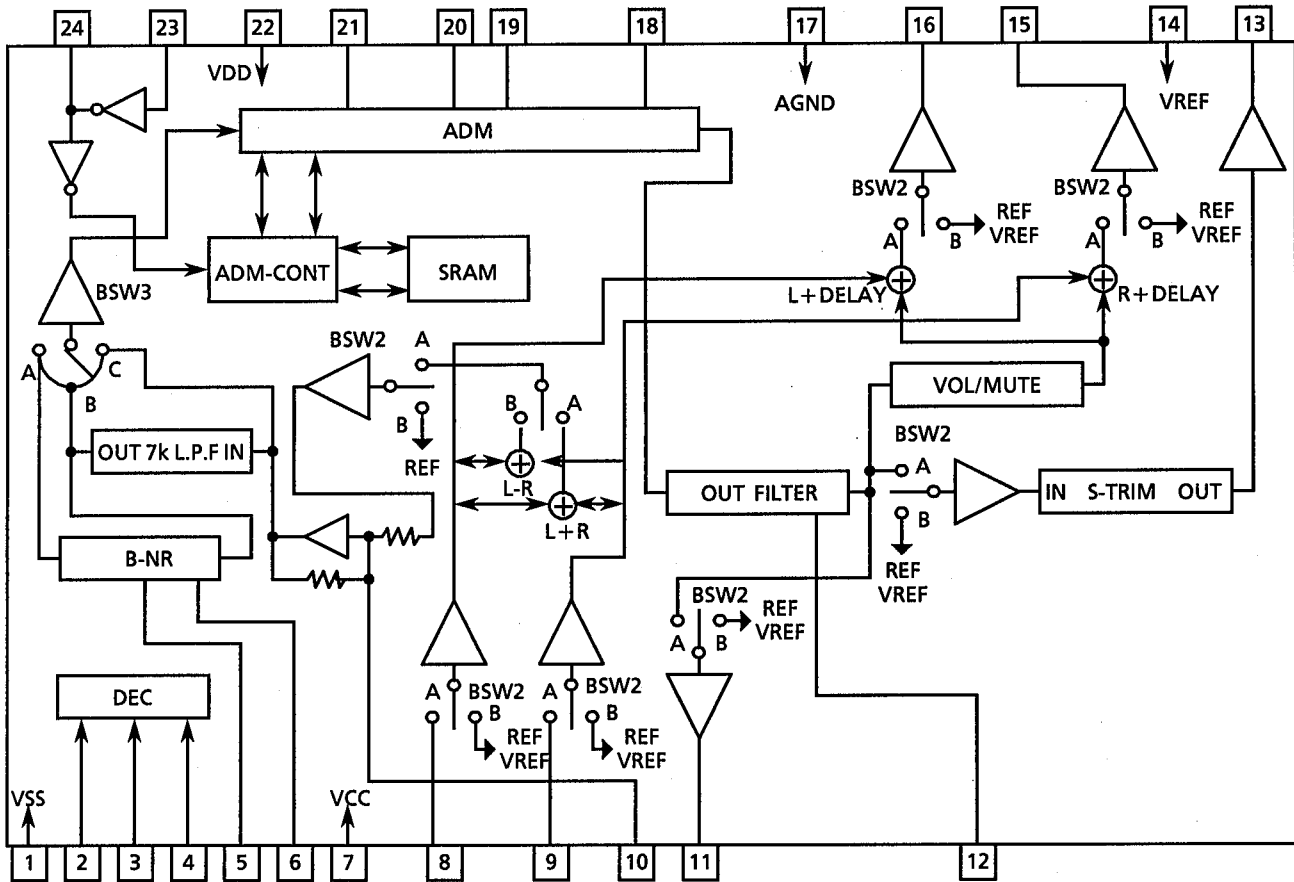 24 23 22 21 20 19 18 17 16 15 14 13
VDD
AGND
VREF
ADM
BSW2
BSW2
REF
VREF
REF
VREF
A
B
A
B
ADM-CONT
SRAM
BSW3
L+DELAY
R+DELAY
BSW2
A
B
REF
A
B
C
B
A
VOL/MUTE
OUT 7k L.P.F IN
L-R
L+R
BSW2
A
B
REF
VREF
OUT FILTER
IN S-TRIM OUT
B-NR
BSW2
A
B
REF
VREF
DEC
A
BSW2
B
REF
VREF
A
BSW2
B
REF
VREF
VSS
VCC
1 2 3 4 5 6 7 8 9 10 11 12